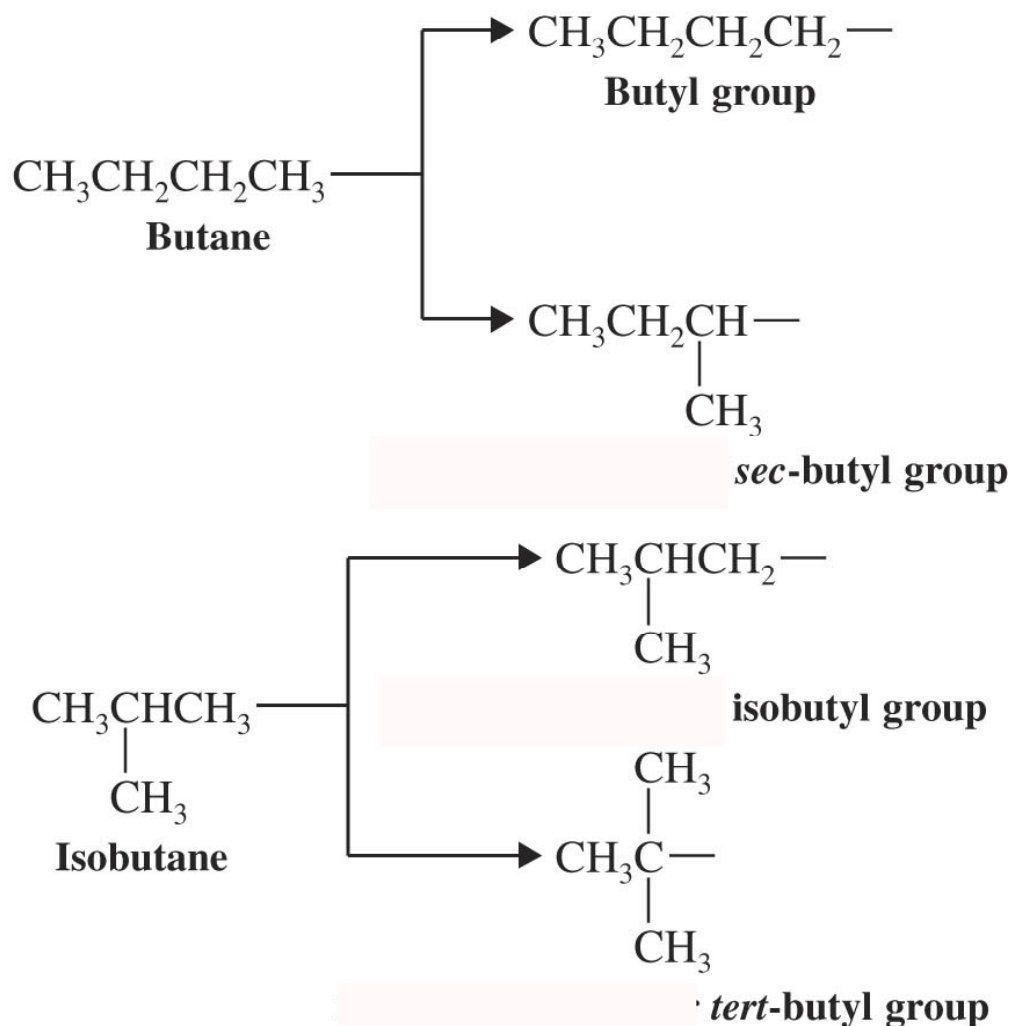 CH₃CH₂CH₂CH₂—
Butyl group
CH₃CH₂CH₂CH₃
Butane
CH₃CH₂CH—
CH₃
sec-butyl group
CH₃CHCH₂—
CH₃
isobutyl group
CH₃CHCH₃
CH₃
Isobutane
CH₃
CH₃C—
CH₃
tert-butyl group